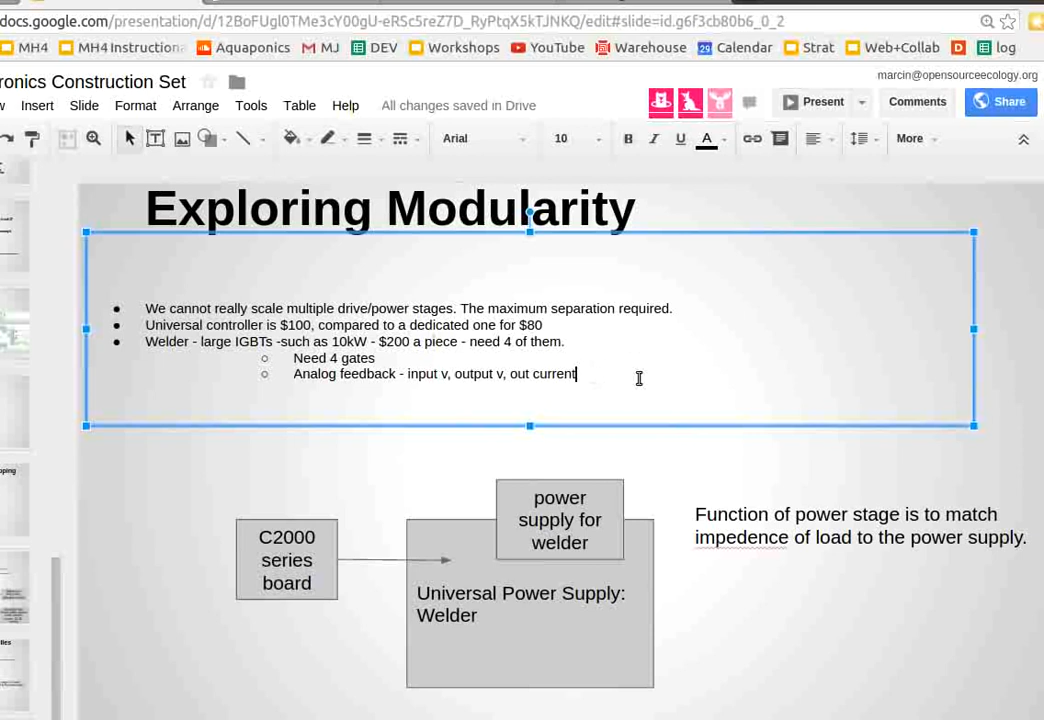 docs.google.com/presentation/d/12BoFUgl0TMe3cY00gU-eRSc5reZ7D_RyPtqX5kTJNKQ/edit#slide=id.g6f3cb80b6_0_2
MH4 MH4 Instructiona Aquaponics MJ DEV Workshops YouTube Warehouse 29 Calendar Strat Web+Collab D log
ronics Construction Set
marcin@opensourceecology.org
w Insert Slide Format Arrange Tools Table Help All changes saved in Drive Present Comments Share
Arial 10 B I U A More
Exploring Modularity
We cannot really scale multiple drive/power stages. The maximum separation required.
Universal controller is $100, compared to a dedicated one for $80
Welder - large IGBTs -such as 10kW - $200 a piece - need 4 of them.
Need 4 gates
Analog feedback - input v, output v, out current
power
supply for
welder
C2000
series
board
Universal Power Supply:
Welder
Function of power stage is to match
impedence of load to the power supply.